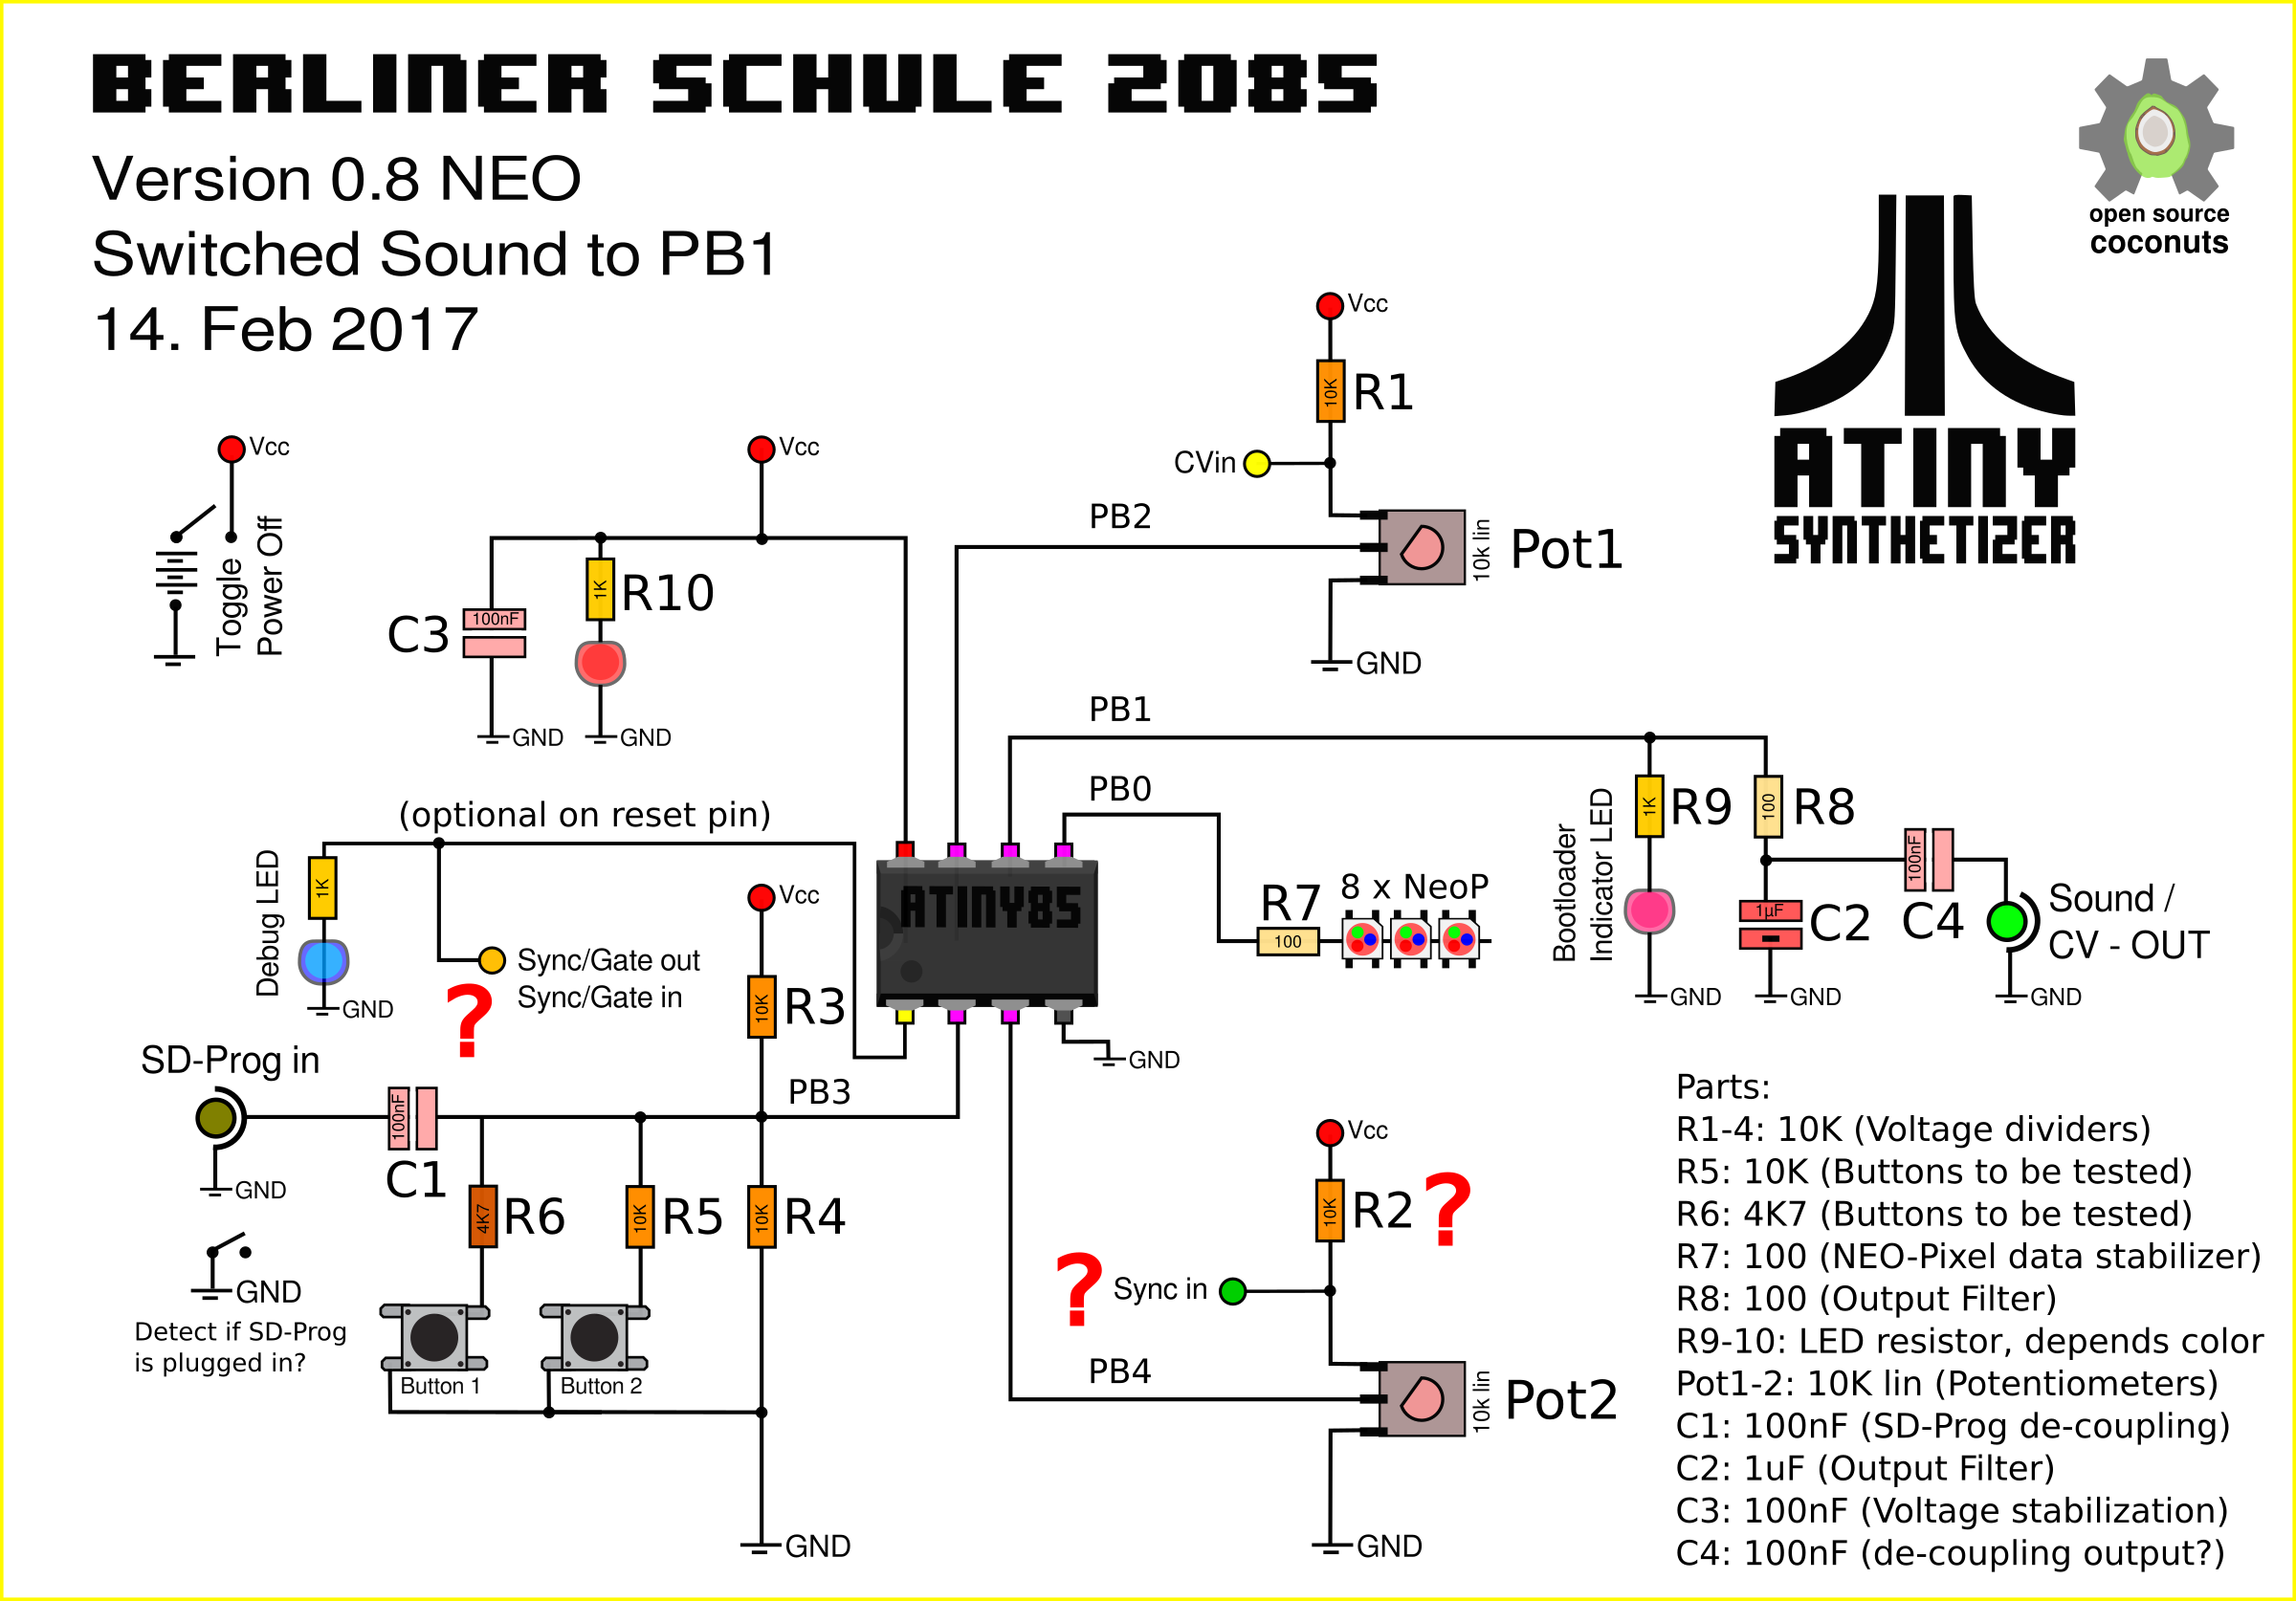 BERLINER SCHULE 2085
Version 0.8 NEO
Switched Sound to PB1
14. Feb 2017
open source
coconuts
ATINY
SYNTHETIZER
Vcc
Toggle
Power Off
Vcc
C3
100nF
1K
R10
GND
GND
Vcc
10K
R1
CVin
PB2
10k lin
Pot1
GND
PB1
PB0
(optional on reset pin)
Debug LED
1K
GND
Sync/Gate out
Sync/Gate in
?
Vcc
10K
R3
ATINY85
GND
R7
100
8 x NeoP
Bootloader
Indicator LED
1K
R9
100
R8
100nF
C4
1µF
C2
Sound /
CV - OUT
GND
GND
GND
SD-Prog in
GND
100nF
C1
PB3
4K7
R6
10K
R5
10K
R4
GND
Detect if SD-Prog
is plugged in?
Button 1
Button 2
GND
Vcc
10K
R2
?
?
Sync in
PB4
10k lin
Pot2
GND
Parts:
R1-4: 10K (Voltage dividers)
R5: 10K (Buttons to be tested)
R6: 4K7 (Buttons to be tested)
R7: 100 (NEO-Pixel data stabilizer)
R8: 100 (Output Filter)
R9-10: LED resistor, depends color
Pot1-2: 10K lin (Potentiometers)
C1: 100nF (SD-Prog de-coupling)
C2: 1uF (Output Filter)
C3: 100nF (Voltage stabilization)
C4: 100nF (de-coupling output?)